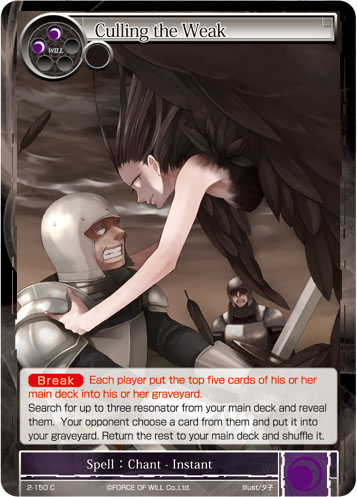 Culling the Weak
WILL
Break Each player put the top five cards of his or her
main deck into his or her graveyard.
Search for up to three resonator from your main deck and reveal
them. Your opponent choose a card from them and put it into
your graveyard. Return the rest to your main deck and shuffle it.
Spell : Chant - Instant
2-150 C ©FORCE OF WILL Co.,Ltd. Illust/タ子